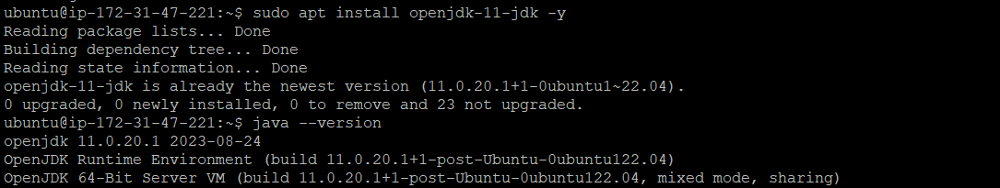 ubuntu@ip-172-31-47-221:~$ sudo apt install openjdk-11-jdk -y
Reading package lists... Done
Building dependency tree... Done
Reading state information... Done
openjdk-11-jdk is already the newest version (11.0.20.1+1-0ubuntu1~22.04).
0 upgraded, 0 newly installed, 0 to remove and 23 not upgraded.
ubuntu@ip-172-31-47-221:~$ java --version
openjdk 11.0.20.1 2023-08-24
OpenJDK Runtime Environment (build 11.0.20.1+1-post-Ubuntu-0ubuntu122.04)
OpenJDK 64-Bit Server VM (build 11.0.20.1+1-post-Ubuntu-0ubuntu122.04, mixed mode, sharing)